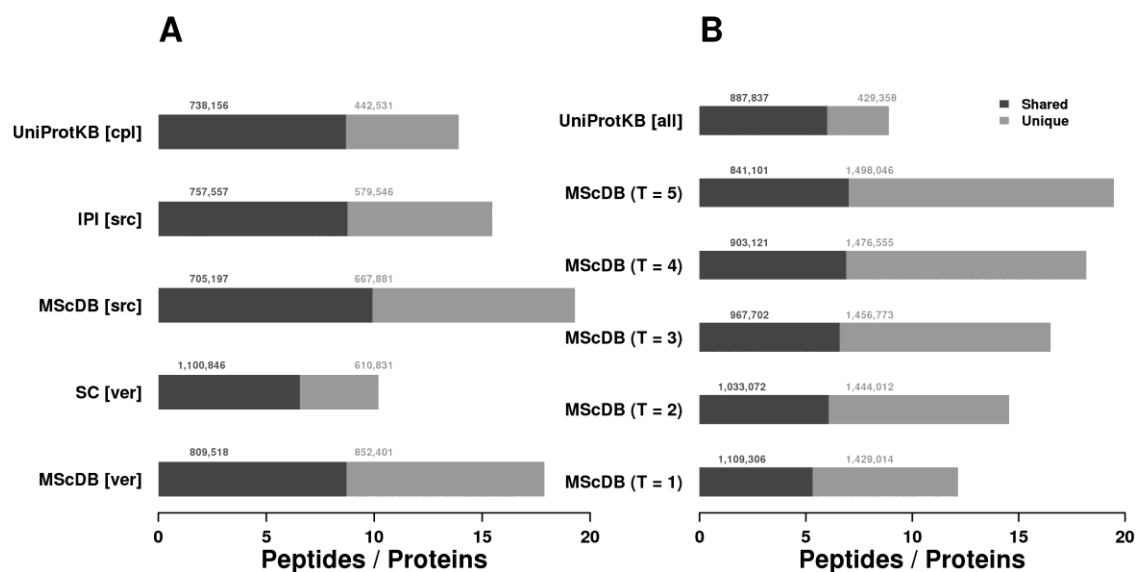 A
738,156 442,531
UniProtKB [cpl]
757,557 579,546
IPI [src]
705,197 667,881
MScDB [src]
1,100,846 610,831
SC [ver]
809,518 852,401
MScDB [ver]
0 5 10 15 20
Peptides / Proteins
B
887,837 429,358
UniProtKB [all]
Shared
Unique
841,101 1,498,046
MScDB (T = 5)
903,121 1,476,555
MScDB (T = 4)
967,702 1,456,773
MScDB (T = 3)
1,033,072 1,444,012
MScDB (T = 2)
1,109,306 1,429,014
MScDB (T = 1)
0 5 10 15 20
Peptides / Proteins